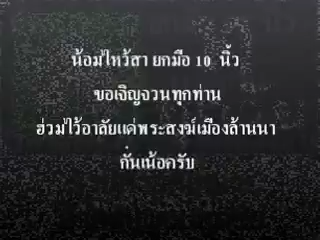 น้อมไหว้สา ยกมือ 10 นิ้ว
ขอเจิญจวนทุกท่าน
ฮ่วมไว้อาลัยแด่พระสงฆ์เมืองล้านนา
กั๋นเน้อครับ